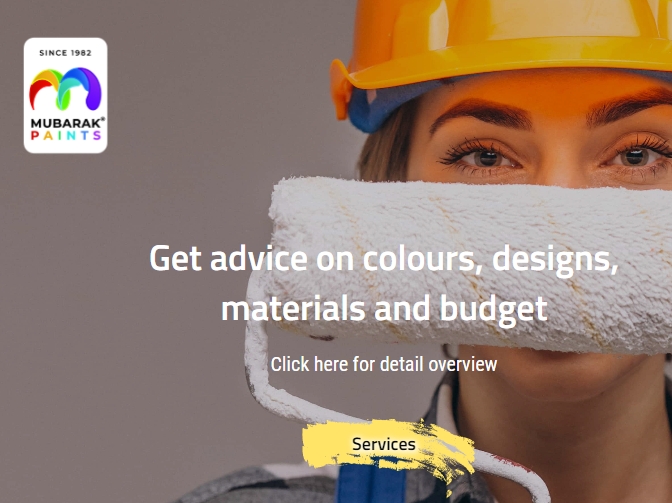 SINCE 1982
MUBARAK®
PAINTS
Get advice on colours, designs,
materials and budget
Click here for detail overview
Services